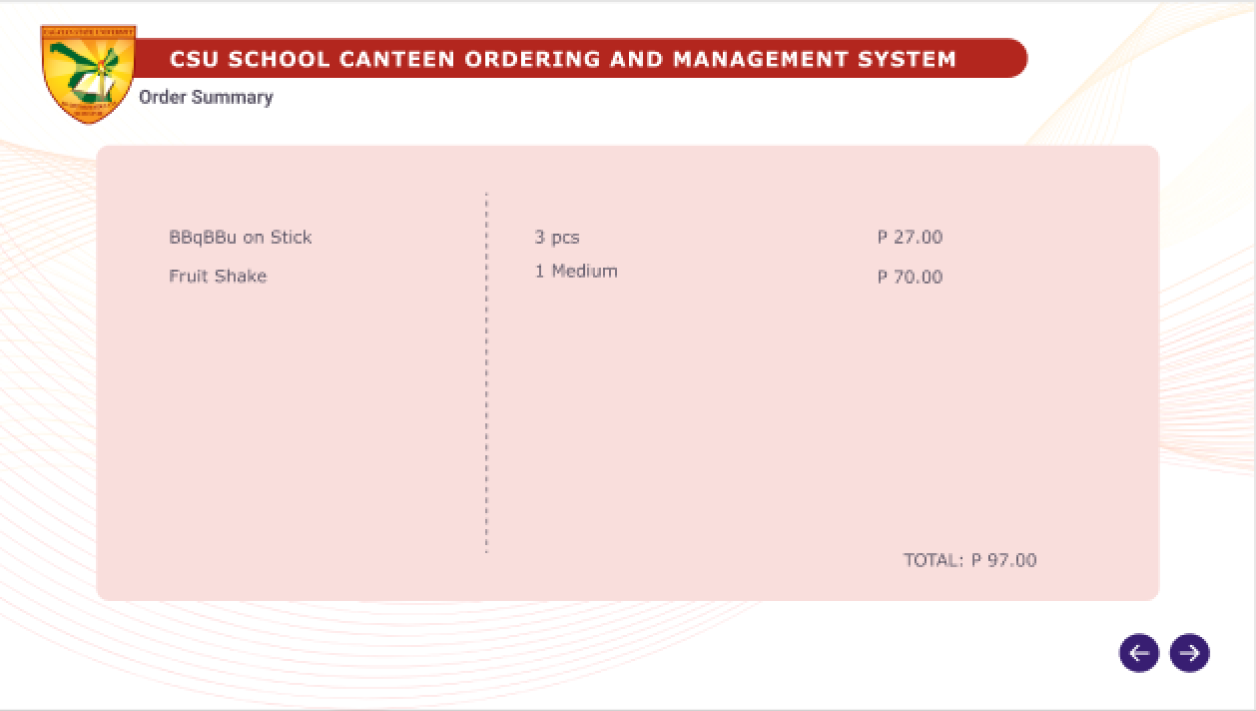 CSU SCHOOL CANTEEN ORDERING AND MANAGEMENT SYSTEM
Order Summary
BBqBBu on Stick 3 pcs P 27.00
Fruit Shake 1 Medium P 70.00
TOTAL: P 97.00